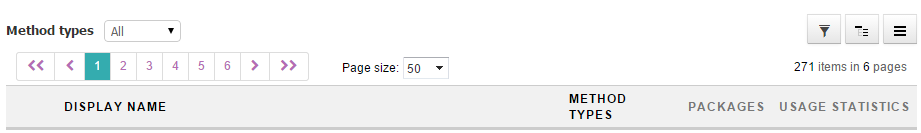 Method types All
1 2 3 4 5 6 Page size: 50 271 items in 6 pages
DISPLAY NAME METHOD TYPES PACKAGES USAGE STATISTICS